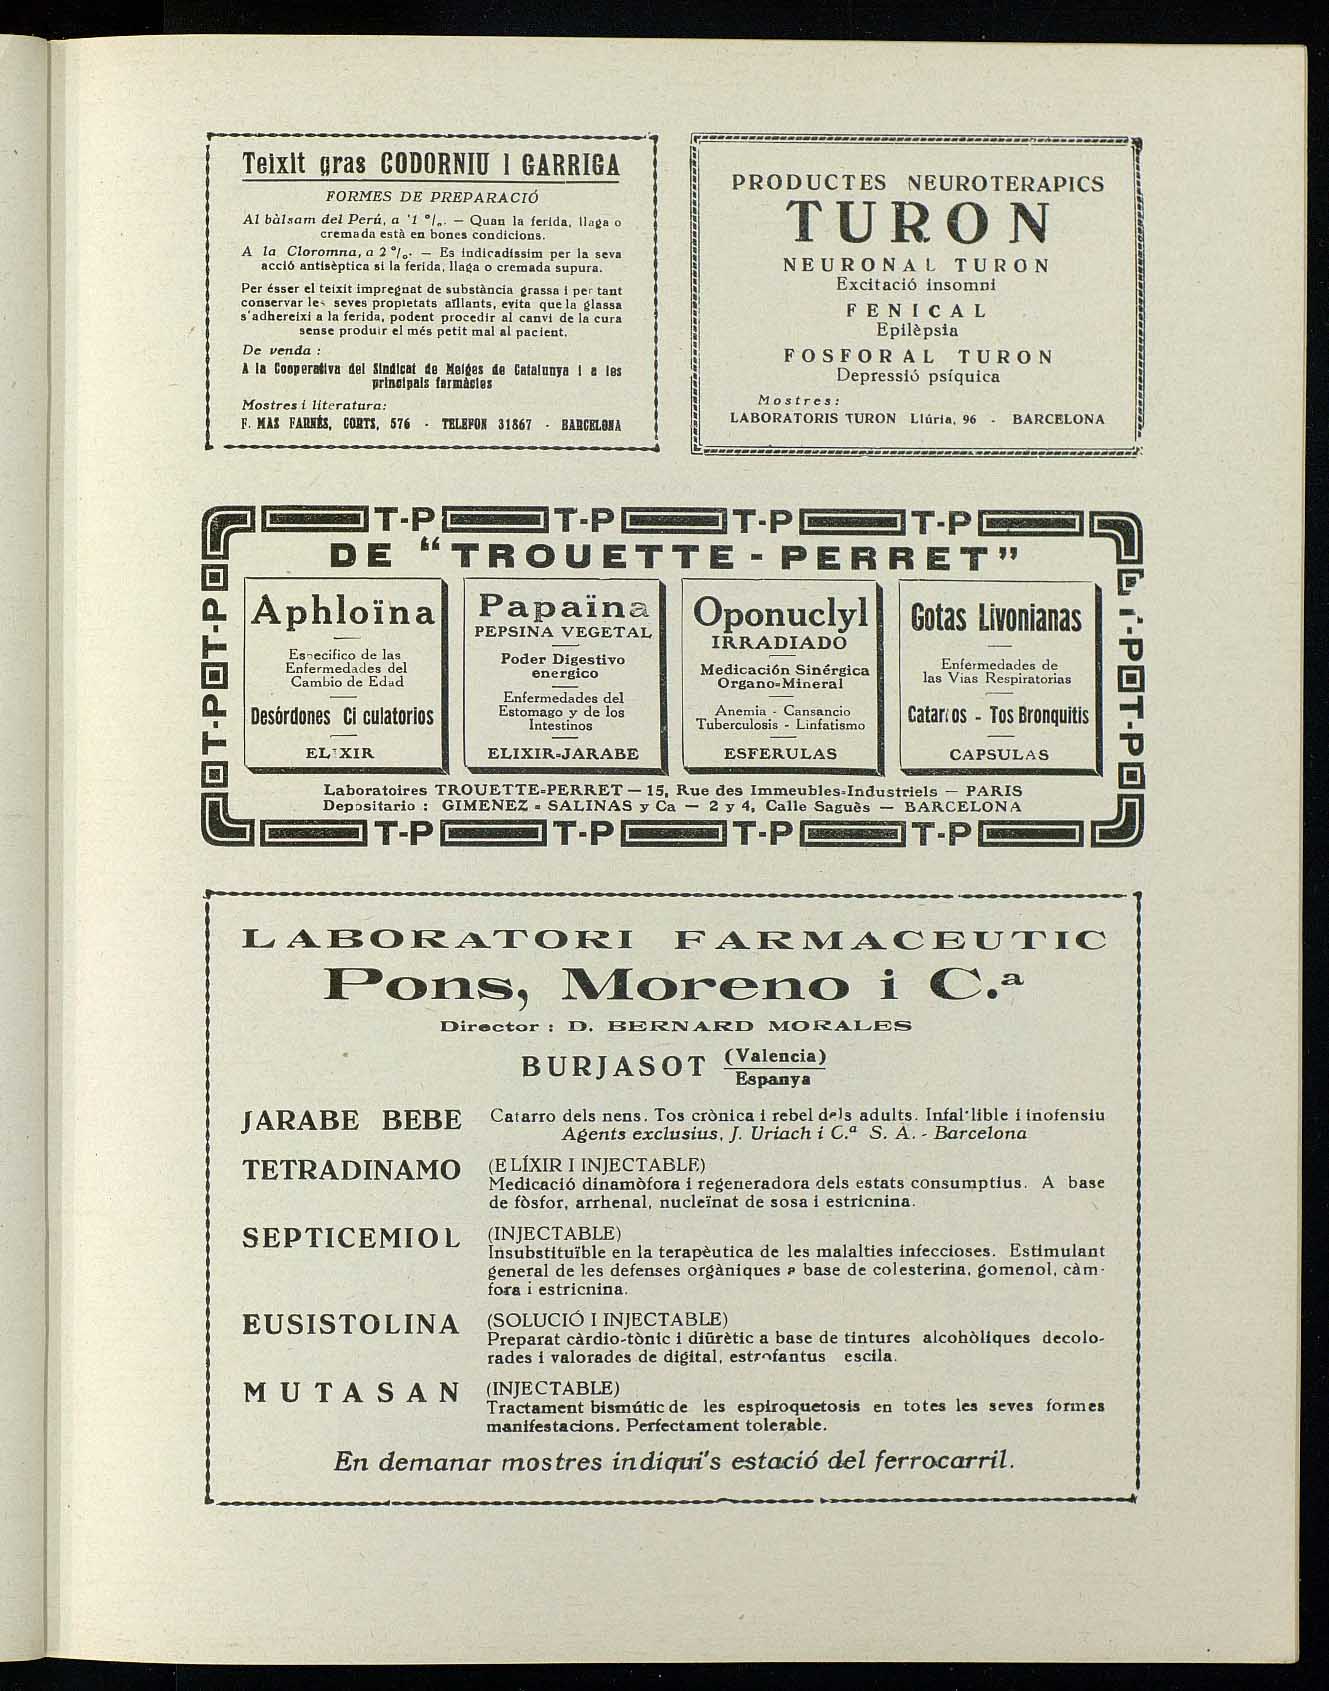 Teixit gras CODORNIU I GARRIGA
FORMES DE PREPARACIÓ
Al bàlsam del Perú, a '1 °/o. — Quan la ferida, llaga o
cremada està en bones condicions.
A la Cloromna, a 2 °/o. — Es indicadíssim per la seva
acció antisèptica si la ferida, llaga o cremada supura.
Per ésser el teixit impregnat de substància grassa i per tant
conservar les seves propietats aïllants, evita que la glassa
s'adhereixi a la ferida, podent procedir al canvi de la cura
sense produir el més petit mal al pacient.
De venda :
A la Cooperativa del Sindicat de Metges de Catalunya i a les
principals farmàcies
Mostres i literatura:
F. MAS FARNÉS, CORTS, 576 - TELEFON 31867 - BARCELONA
PRODUCTES NEUROTERAPICS
TURON
NEURONAL TURON
Excitació insomni
FENICAL
Epilèpsia
FOSFORAL TURON
Depressió psíquica
Mostres:
LABORATORIS TURON Llúria, 96 - BARCELONA
T-P T-P T-P T-P
DE "TROUETTE-PERRET"
Aphloïna
Especifico de las
Enfermedades del
Cambio de Edad
Desórdones Ci culatorios
ELIXIR
Papaïna
PEPSINA VEGETAL
Poder Digestivo
energico
Enfermedades del
Estomago y de los
Intestinos
ELIXIR=JARABE
Oponuclyl
IRRADIADO
Medicación Sinérgica
Organo=Mineral
Anemia - Cansancio
Tuberculosis - Linfatismo
ESFERULAS
Gotas Livonianas
Enfermedades de
las Vias Respiratorias
Catarros - Tos Bronquitis
CAPSULAS
T-P T-P
T-P T-P
Laboratoires TROUETTE=PERRET — 15, Rue des Immeubles=Industriels — PARIS
Depositario : GIMENEZ = SALINAS y Ca — 2 y 4, Calle Saguès — BARCELONA
T-P T-P T-P T-P
LABORATORI FARMACEUTIC
Pons, Moreno i C.ª
Director : D. BERNARD MORALES
BURJASOT (Valencia)
Espanya
JARABE BEBE Catarro dels nens. Tos crònica i rebel dels adults. Infal·lible i inofensiu
Agents exclusius, J. Uriach i C.ª S. A. - Barcelona
TETRADINAMO (ELÍXIR I INJECTABLE)
Medicació dinamòfora i regeneradora dels estats consumptius. A base
de fòsfor, arrhenal, nucleïnat de sosa i estricnina.
SEPTICEMIOL (INJECTABLE)
Insubstituïble en la terapèutica de les malalties infeccioses. Estimulant
general de les defenses orgàniques a base de colesterina, gomenol, càm-
fora i estricnina.
EUSISTOLINA (SOLUCIÓ I INJECTABLE)
Preparat càrdio-tònic i diürètic a base de tintures alcohòliques decolo-
rades i valorades de digital, estrofantus escila.
MUTASAN (INJECTABLE)
Tractament bismútic de les espiroquetosis en totes les seves formes
manifestacions. Perfectament tolerable.
En demanar mostres indiqui's estació del ferrocarril.